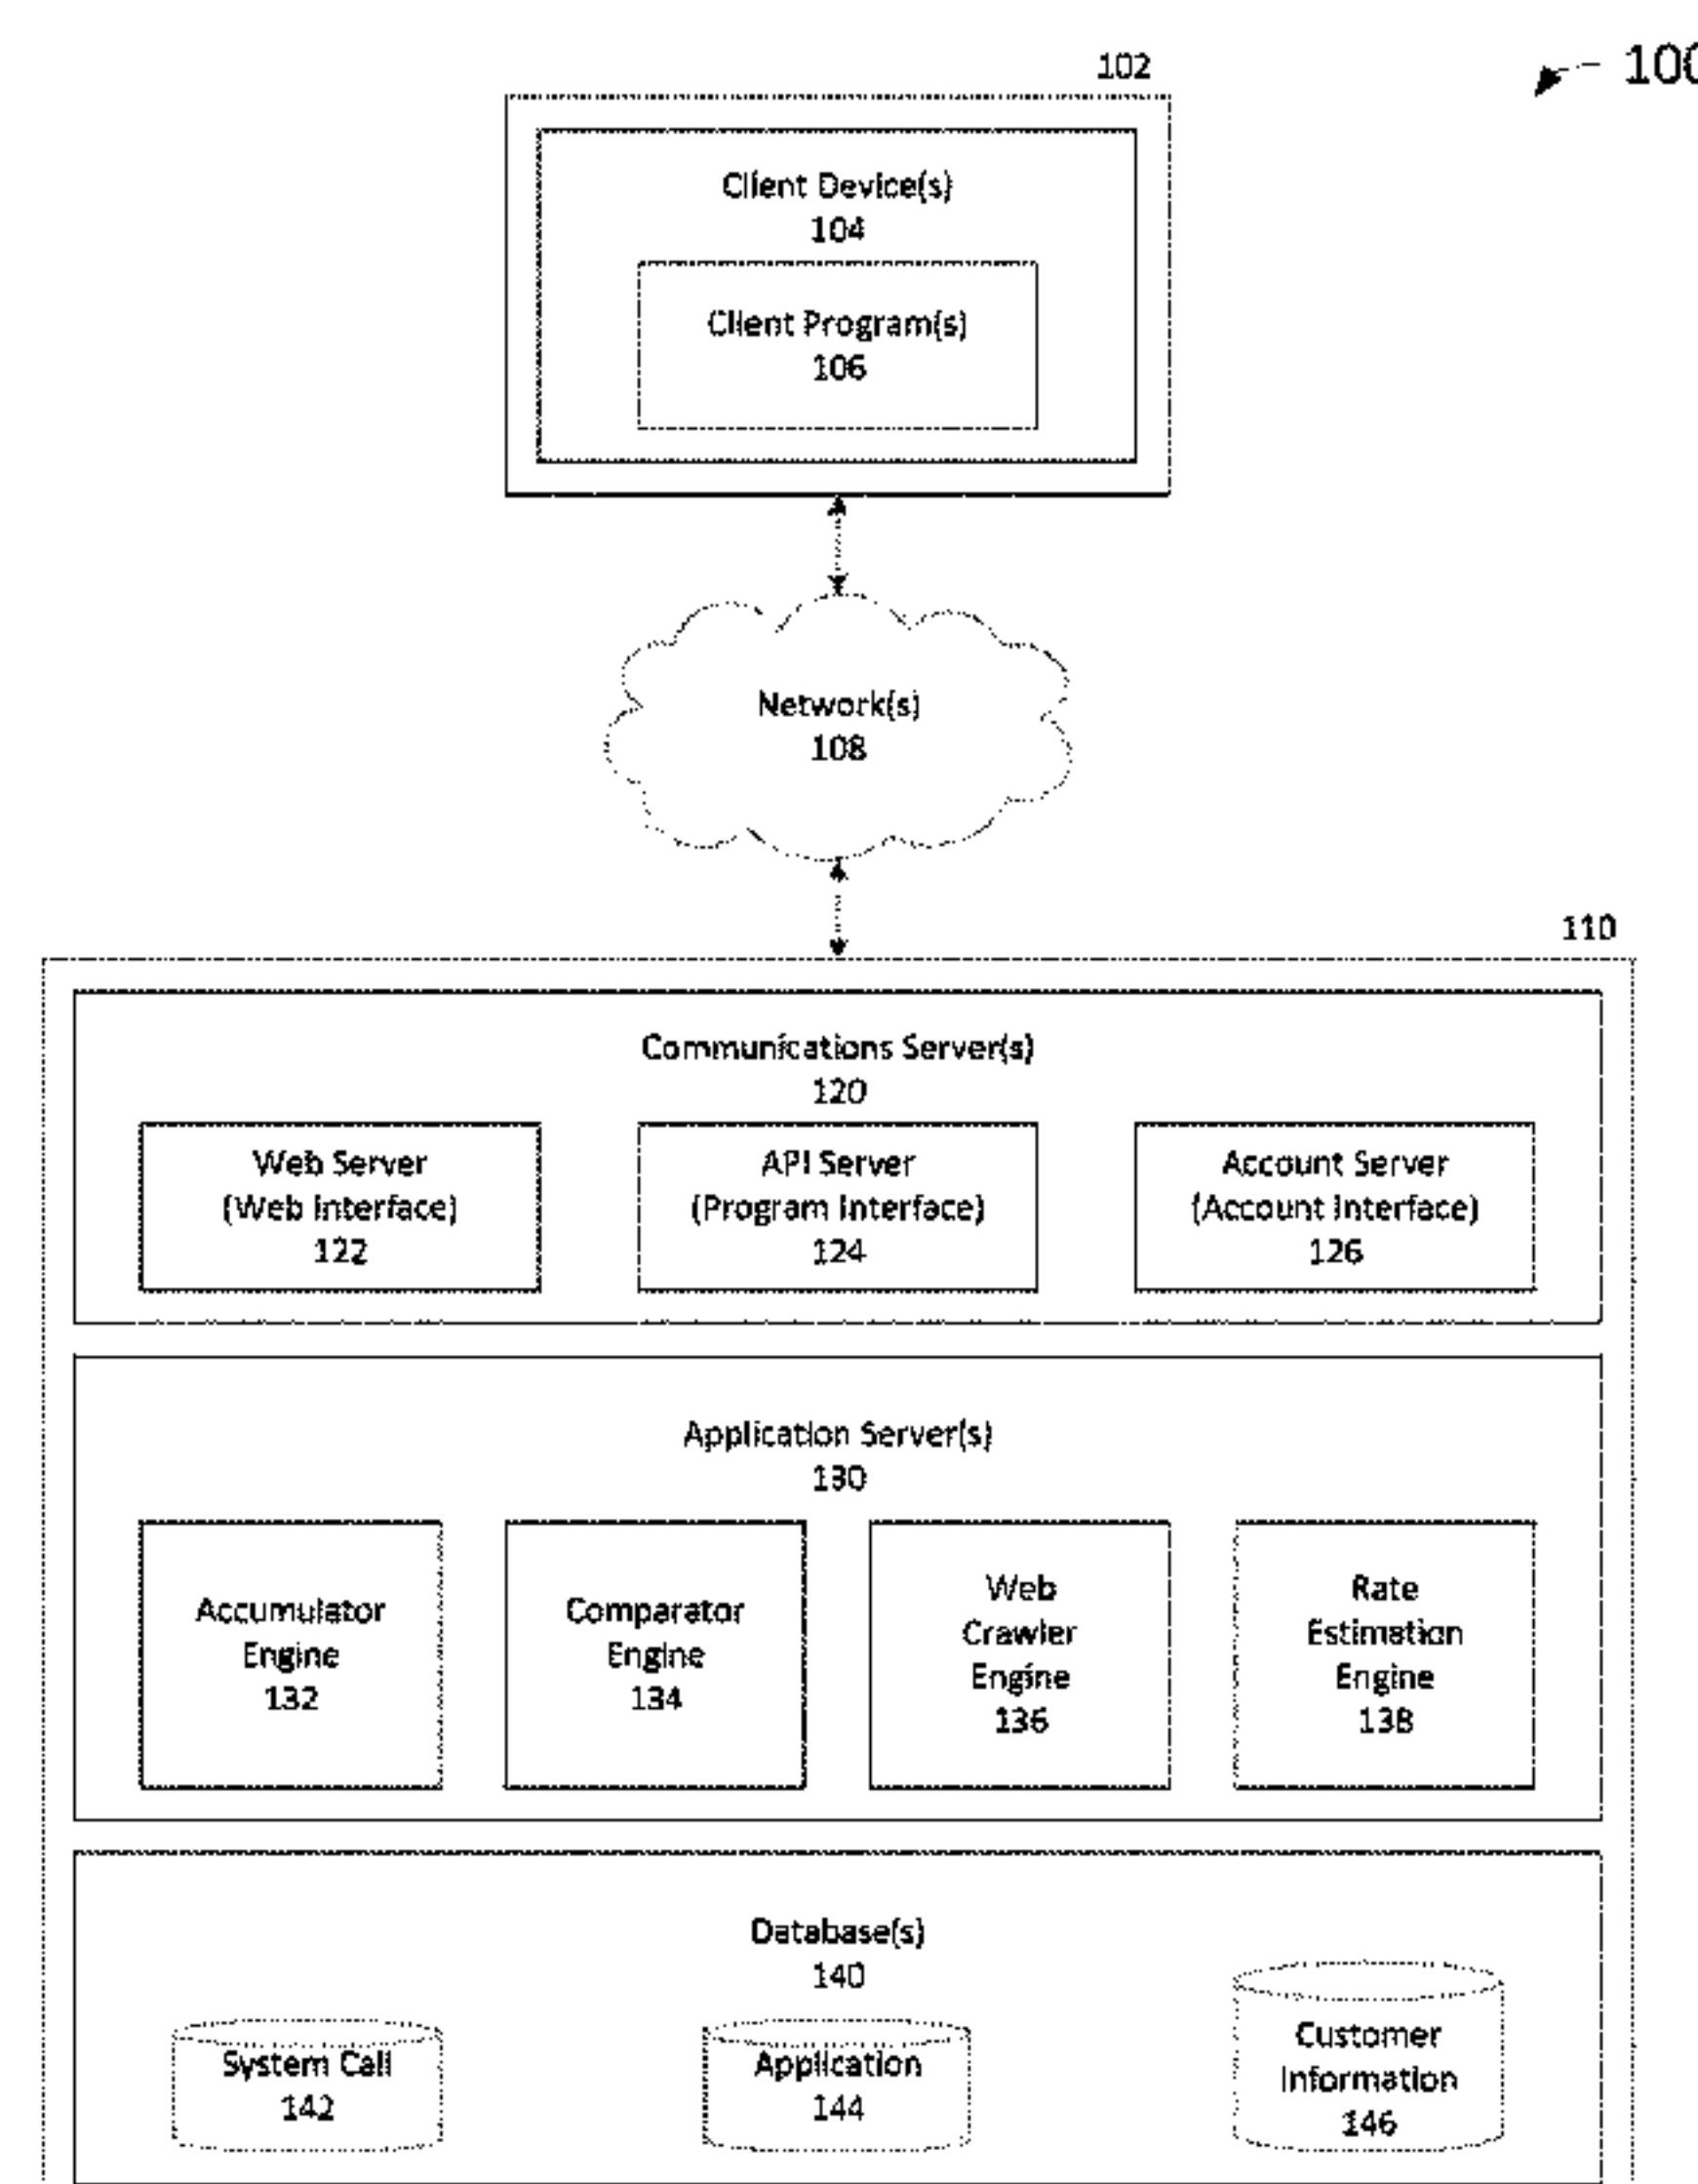 102
100
Client Device(s)
104
Client Program(s)
106
Network(s)
108
110
Communications Server(s)
120
Web Server
(Web Interface)
122
API Server
(Program Interface)
124
Account Server
(Account Interface)
126
Application Server(s)
130
Accumulator
Engine
132
Comparator
Engine
134
Web
Crawler
Engine
136
Rate
Estimation
Engine
138
Database(s)
140
System Call
142
Application
144
Customer
Information
146